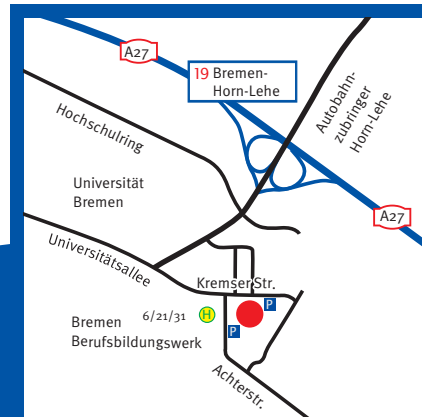 A27
19 Bremen-
Horn-Lehe
Autobahn-
zubringer
Horn-Lehe
Hochschulring
Universität
Bremen
A27
Universitätsallee
Kremser Str.
P
6/21/31 H
P
Bremen
Berufsbildungswerk
Achterstr.